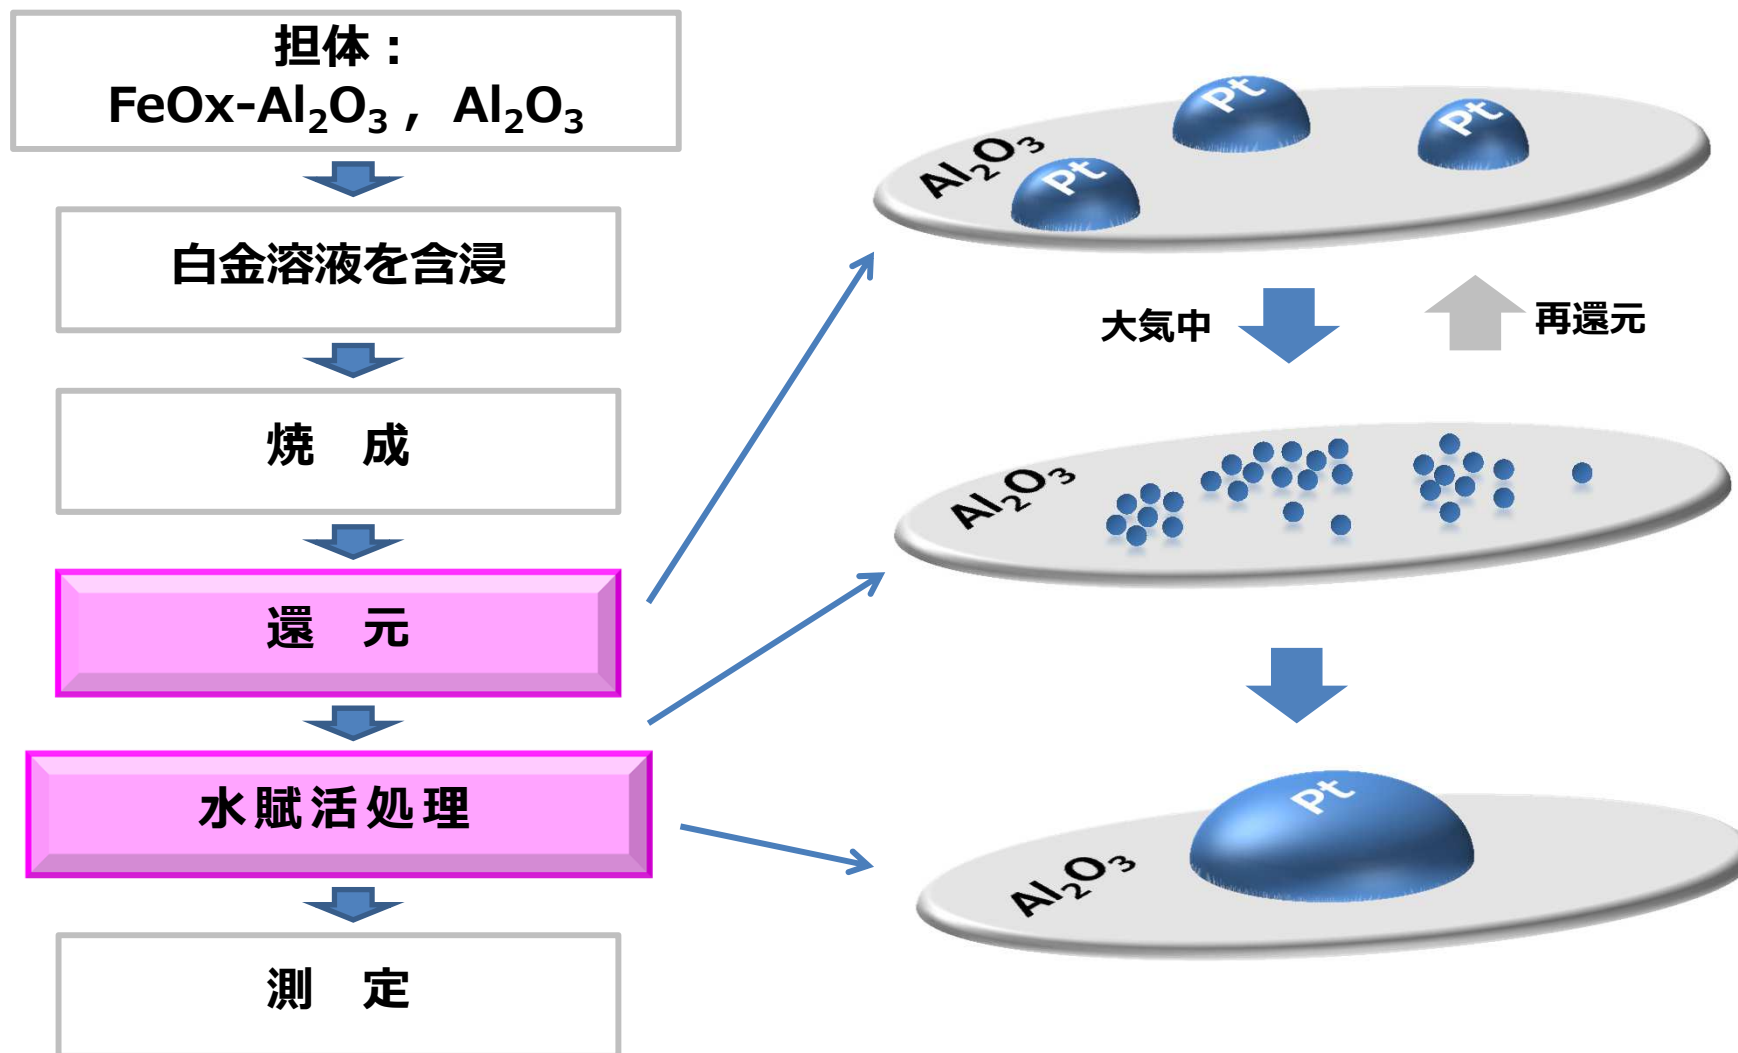 担体：
FeOx-Al₂O₃ , Al₂O₃
白金溶液を含浸
焼 成
還 元
水賦活処理
測 定
Pt
Pt
Pt
Al₂O₃
大気中
再還元
Al₂O₃
Pt
Al₂O₃